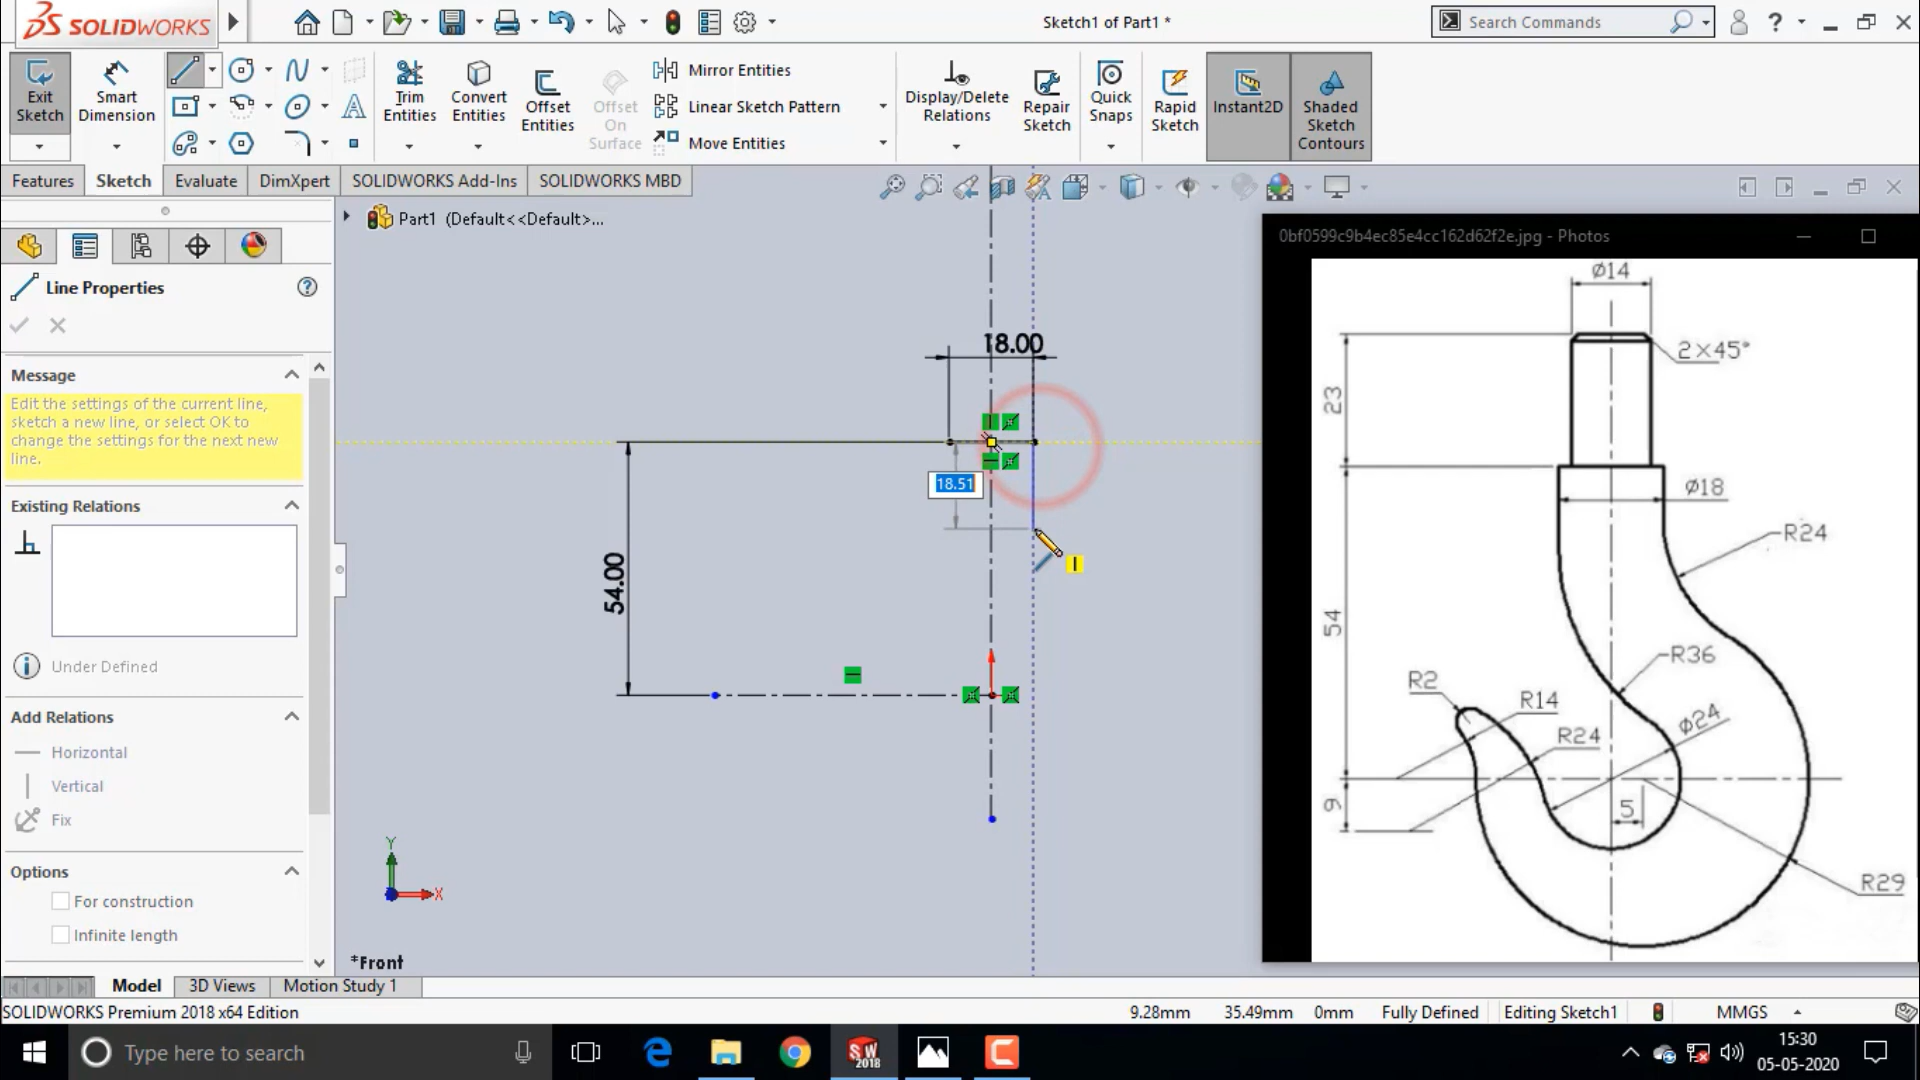 SOLIDWORKS
Sketch1 of Part1 *
Search Commands
?
Exit Sketch
Smart Dimension
Trim Entities
Convert Entities
Offset Entities
Offset On Surface
Mirror Entities
Linear Sketch Pattern
Move Entities
Display/Delete Relations
Repair Sketch
Quick Snaps
Rapid Sketch
Instant2D
Shaded Sketch Contours
Features
Sketch
Evaluate
DimXpert
SOLIDWORKS Add-Ins
SOLIDWORKS MBD
Part1 (Default<<Default>...
Line Properties
?
Message
Edit the settings of the current line,
sketch a new line, or select OK to
change the settings for the next new
line.
Existing Relations
Under Defined
Add Relations
Horizontal
Vertical
Fix
Options
For construction
Infinite length
18.00
18.51
54.00
Y
X
*Front
0bf0599c9b4ec85e4cc162d62f2e.jpg - Photos
Ø14
2×45°
23
Ø18
R24
54
R36
R2
R14
Ø24
R24
5
9
R29
Model
3D Views
Motion Study 1
SOLIDWORKS Premium 2018 x64 Edition
9.28mm
35.49mm
0mm
Fully Defined
Editing Sketch1
MMGS
Type here to search
SW
2018
15:30
05-05-2020